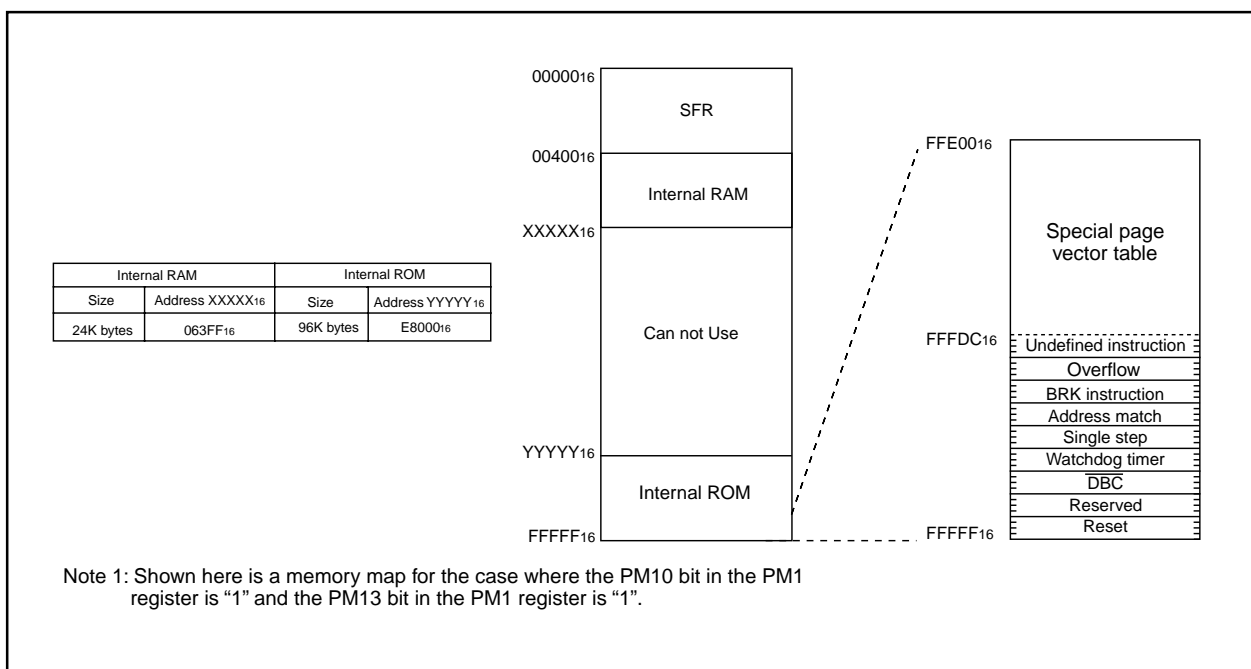 Internal RAM Internal ROM
Size Address XXXXX16 Size Address YYYYY16
24K bytes 063FF16 96K bytes E800016
0000016
SFR
0040016
Internal RAM
XXXXX16
Can not Use
YYYYY16
Internal ROM
FFFFF16
FFE0016
Special page
vector table
FFFDC16
Undefined instruction
Overflow
BRK instruction
Address match
Single step
Watchdog timer
DBC
Reserved
Reset
FFFFF16
Note 1: Shown here is a memory map for the case where the PM10 bit in the PM1
register is “1” and the PM13 bit in the PM1 register is “1”.